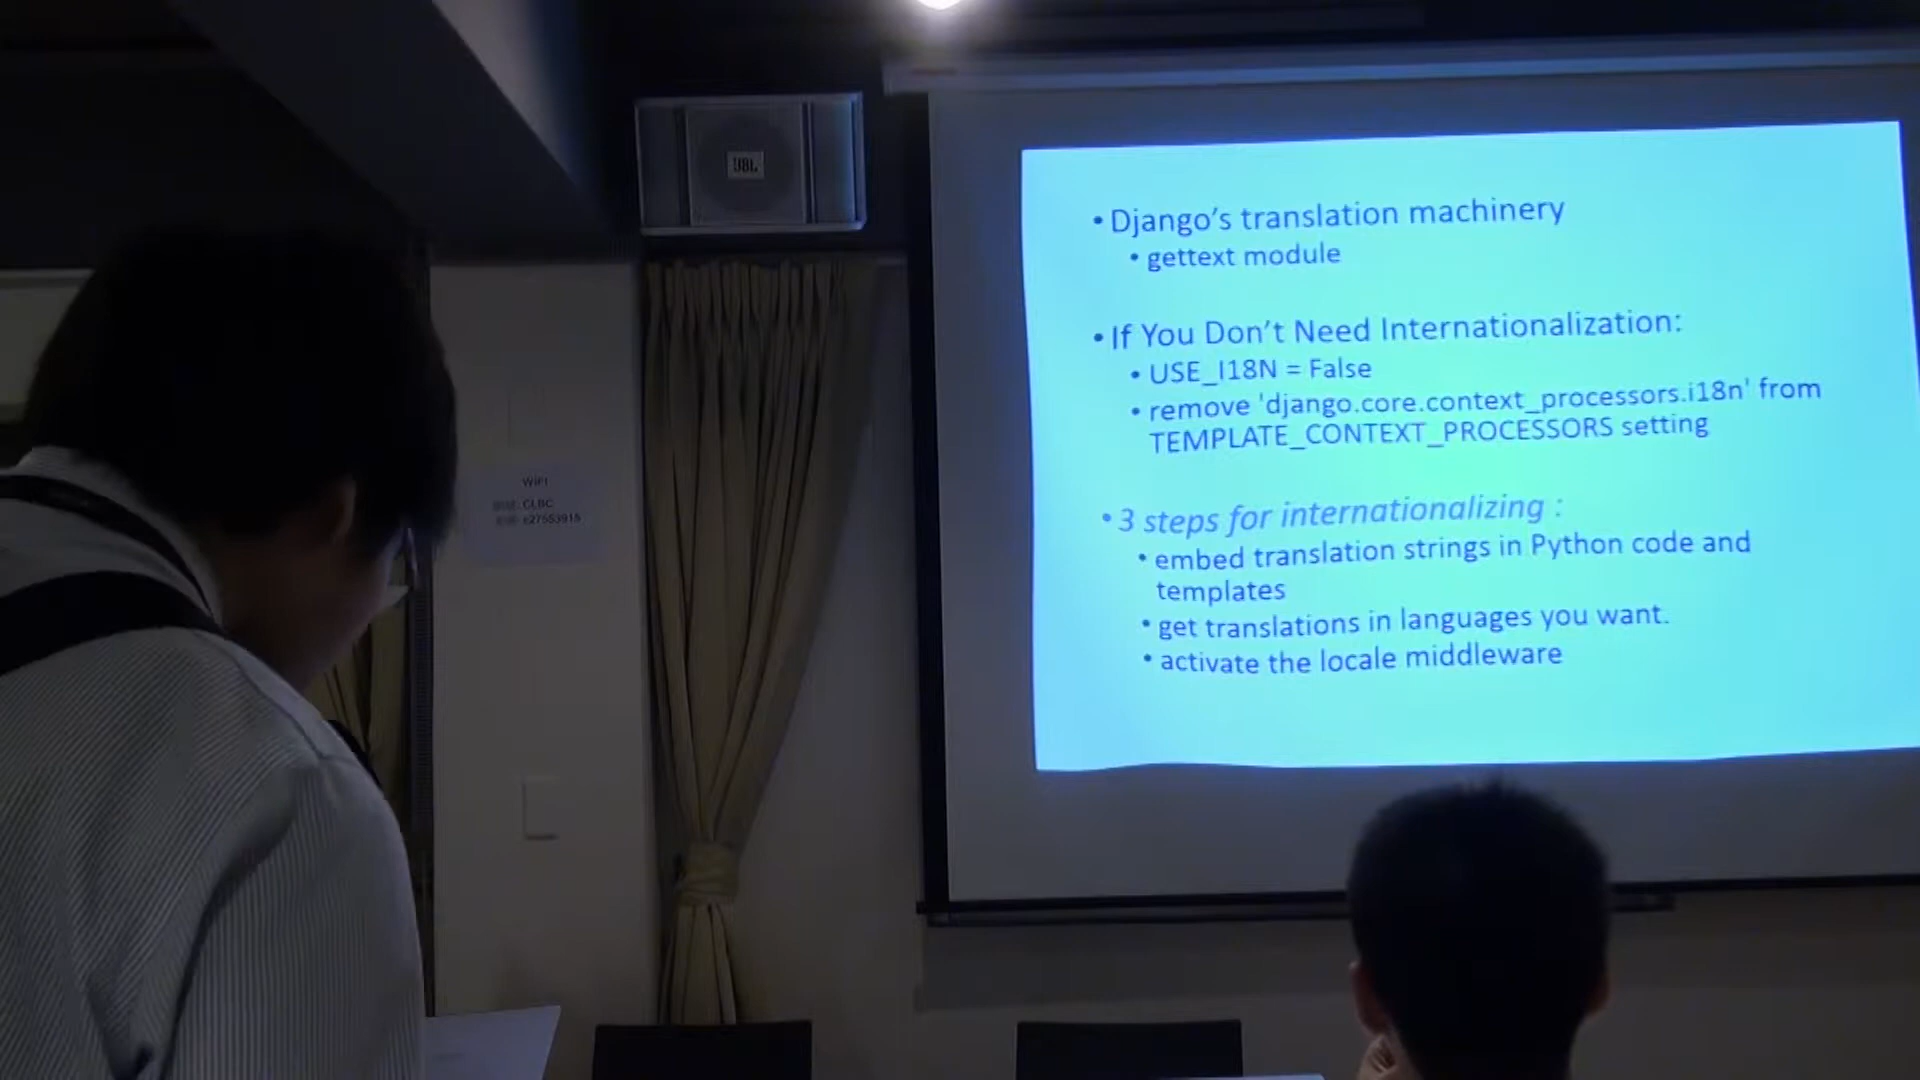 JBL
• Django’s translation machinery
• gettext module
• If You Don’t Need Internationalization:
• USE_I18N = False
• remove 'django.core.context_processors.i18n' from
TEMPLATE_CONTEXT_PROCESSORS setting
• 3 steps for internationalizing :
• embed translation strings in Python code and
templates
• get translations in languages you want.
• activate the locale middleware
WIFI
CLBC